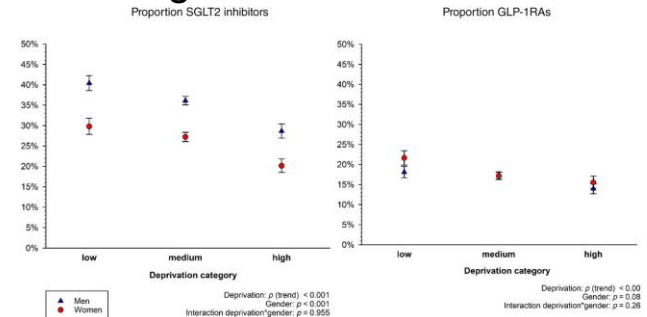 Proportion SGLT2 inhibitors
50%
45%
40%
35%
30%
25%
20%
15%
10%
5%
0%
low medium high
Deprivation category
Men
Women
Deprivation: p (trend) < 0.001
Gender: p < 0.001
Interaction deprivation*gender: p = 0.955
Proportion GLP-1RAs
50%
45%
40%
35%
30%
25%
20%
15%
10%
5%
0%
low medium high
Deprivation category
Deprivation: p (trend) < 0.00
Gender: p = 0.08
Interaction deprivation*gender: p = 0.26